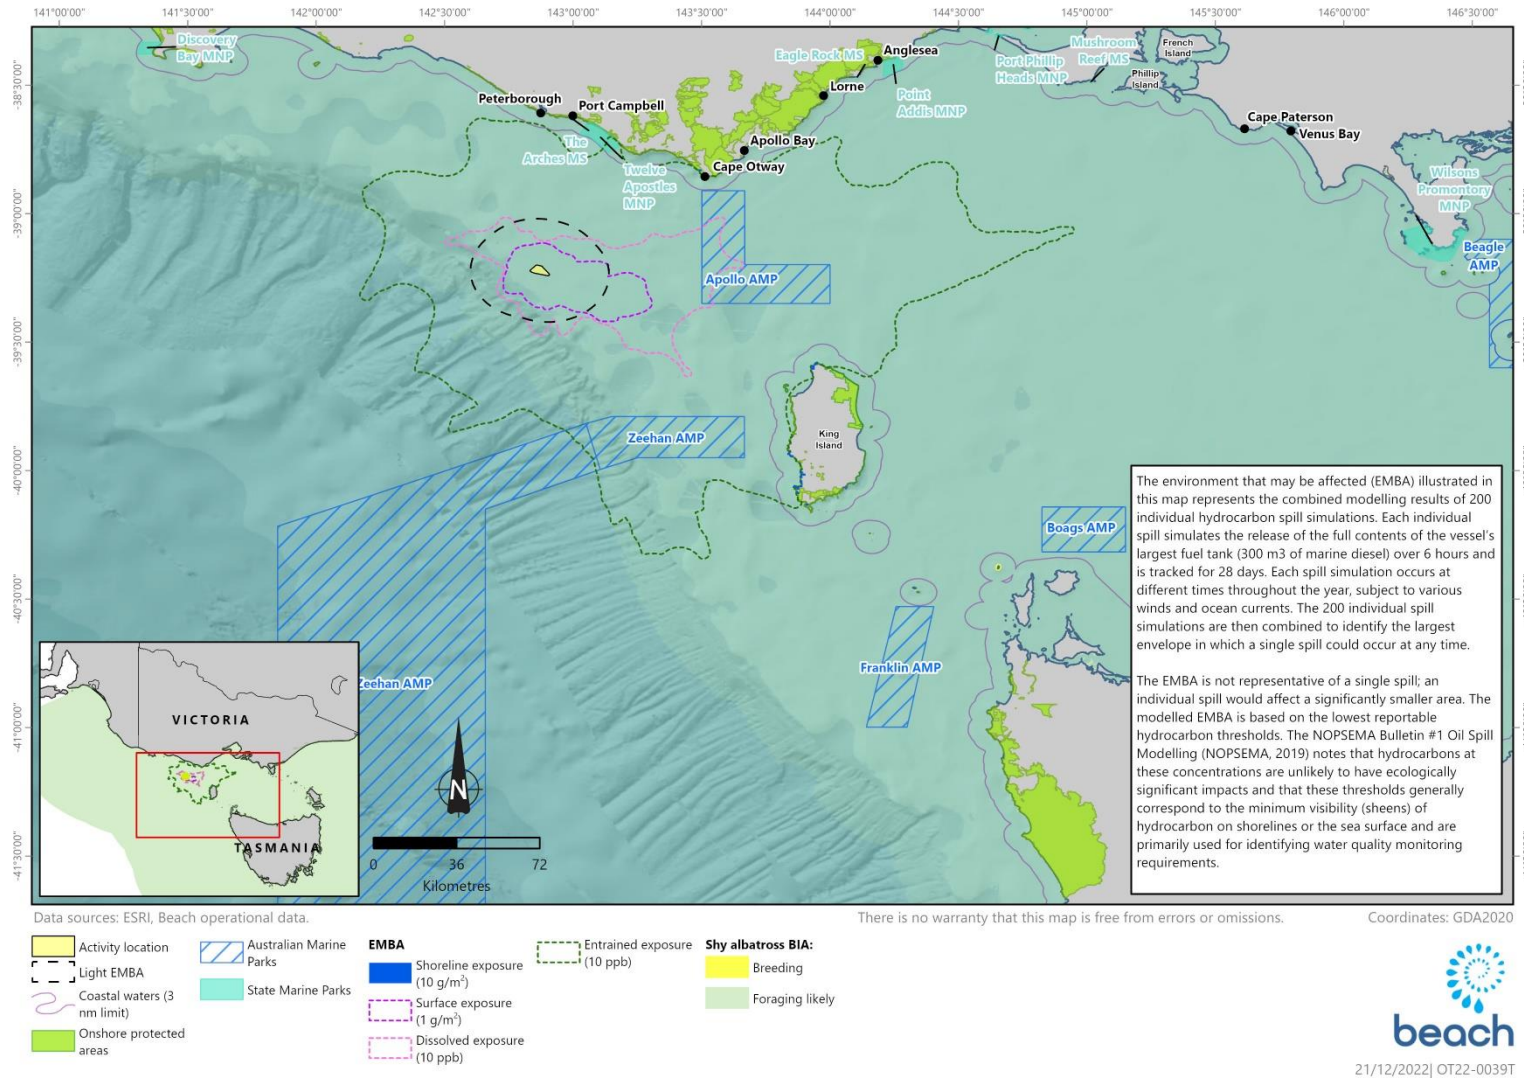 141°00'00" 141°30'00" 142°00'00" 142°30'00" 143°00'00" 143°30'00" 144°00'00" 144°30'00" 145°00'00" 145°30'00" 146°00'00" 146°30'00"
-38°30'00"
-39°00'00"
-39°30'00"
-40°00'00"
-40°30'00"
-41°00'00"
-41°30'00"
Discovery
Bay MNP
Eagle Rock MS
Anglesea
Port Phillip
Heads MNP
Mushroom
Reef MS
French
Island
Phillip
Island
Lorne
Point
Addis MNP
Peterborough
Port Campbell
The
Arches MS
Twelve
Apostles
MNP
Apollo Bay
Cape Otway
Cape Paterson
Venus Bay
Wilsons
Promontory
MNP
Beagle
AMP
Apollo AMP
Zeehan AMP
King
Island
Boags AMP
Franklin AMP
Zeehan AMP
VICTORIA
TASMANIA
N
0 36 72
Kilometres
The environment that may be affected (EMBA) illustrated in
this map represents the combined modelling results of 200
individual hydrocarbon spill simulations. Each individual
spill simulates the release of the full contents of the vessel's
largest fuel tank (300 m3 of marine diesel) over 6 hours and
is tracked for 28 days. Each spill simulation occurs at
different times throughout the year, subject to various
winds and ocean currents. The 200 individual spill
simulations are then combined to identify the largest
envelope in which a single spill could occur at any time.
The EMBA is not representative of a single spill; an
individual spill would affect a significantly smaller area. The
modelled EMBA is based on the lowest reportable
hydrocarbon thresholds. The NOPSEMA Bulletin #1 Oil Spill
Modelling (NOPSEMA, 2019) notes that hydrocarbons at
these concentrations are unlikely to have ecologically
significant impacts and that these thresholds generally
correspond to the minimum visibility (sheens) of
hydrocarbon on shorelines or the sea surface and are
primarily used for identifying water quality monitoring
requirements.
Data sources: ESRI, Beach operational data.
There is no warranty that this map is free from errors or omissions.
Coordinates: GDA2020
Activity location
Light EMBA
Coastal waters (3
nm limit)
Onshore protected
areas
Australian Marine
Parks
State Marine Parks
EMBA
Shoreline exposure
(10 g/m²)
Surface exposure
(1 g/m²)
Dissolved exposure
(10 ppb)
Entrained exposure
(10 ppb)
Shy albatross BIA:
Breeding
Foraging likely
beach
21/12/2022| OT22-0039T